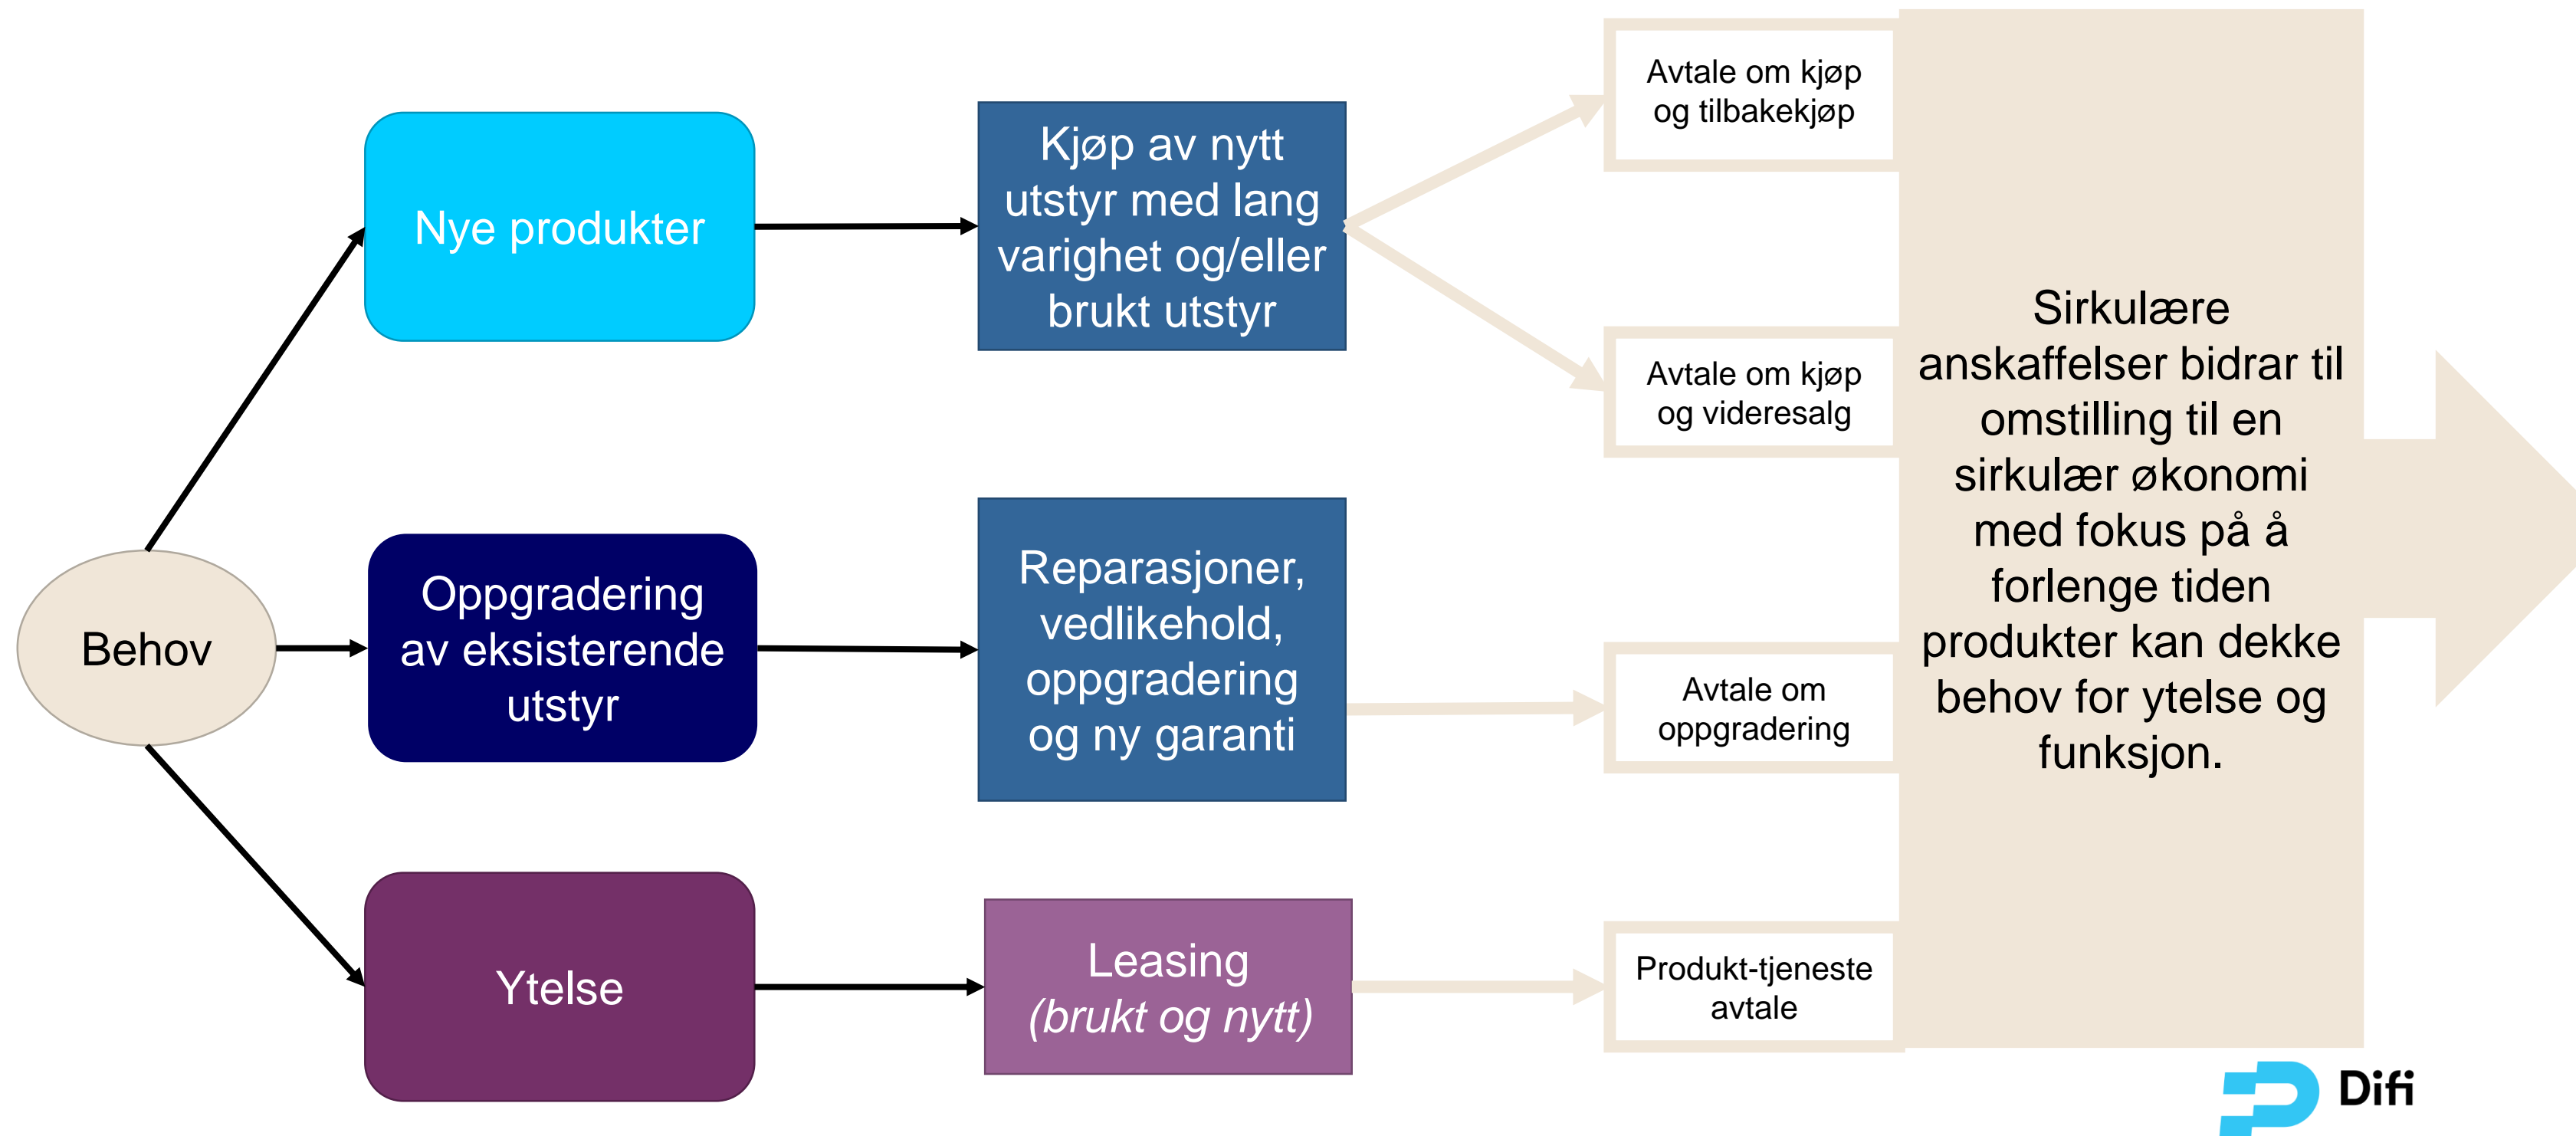 Behov
Nye produkter
Oppgradering
av eksisterende
utstyr
Ytelse
Kjøp av nytt
utstyr med lang
varighet og/eller
brukt utstyr
Reparasjoner,
vedlikehold,
oppgradering
og ny garanti
Leasing
(brukt og nytt)
Avtale om kjøp
og tilbakekjøp
Avtale om kjøp
og videresalg
Avtale om
oppgradering
Produkt-tjeneste
avtale
Sirkulære
anskaffelser bidrar til
omstilling til en
sirkulær økonomi
med fokus på å
forlenge tiden
produkter kan dekke
behov for ytelse og
funksjon.
Difi